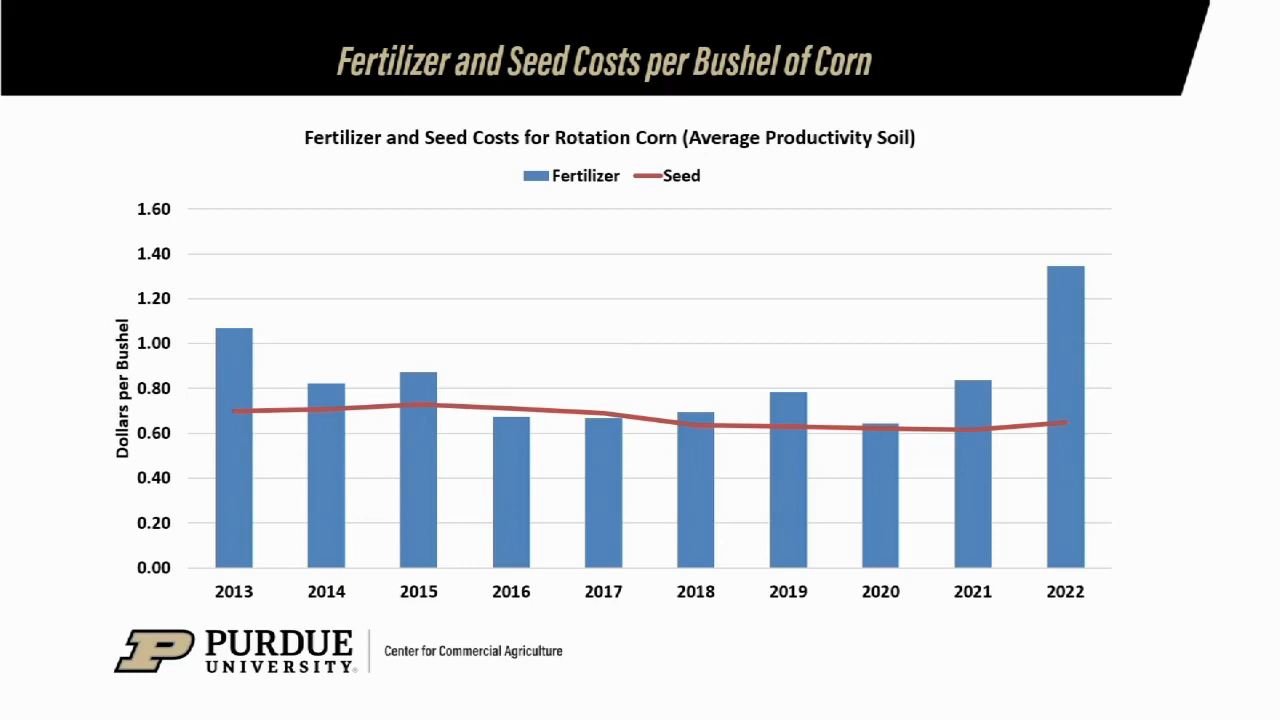 Fertilizer and Seed Costs per Bushel of Corn
Fertilizer and Seed Costs for Rotation Corn (Average Productivity Soil)
Fertilizer Seed
1.60
1.40
1.20
1.00
0.80
0.60
0.40
0.20
0.00
Dollars per Bushel
2013 2014 2015 2016 2017 2018 2019 2020 2021 2022
P PURDUE
UNIVERSITY®
Center for Commercial Agriculture